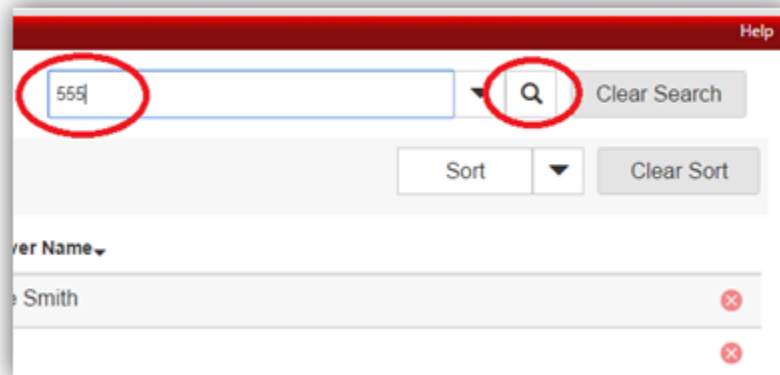 Help
555 Clear Search
Sort Clear Sort
ver Name
Smith